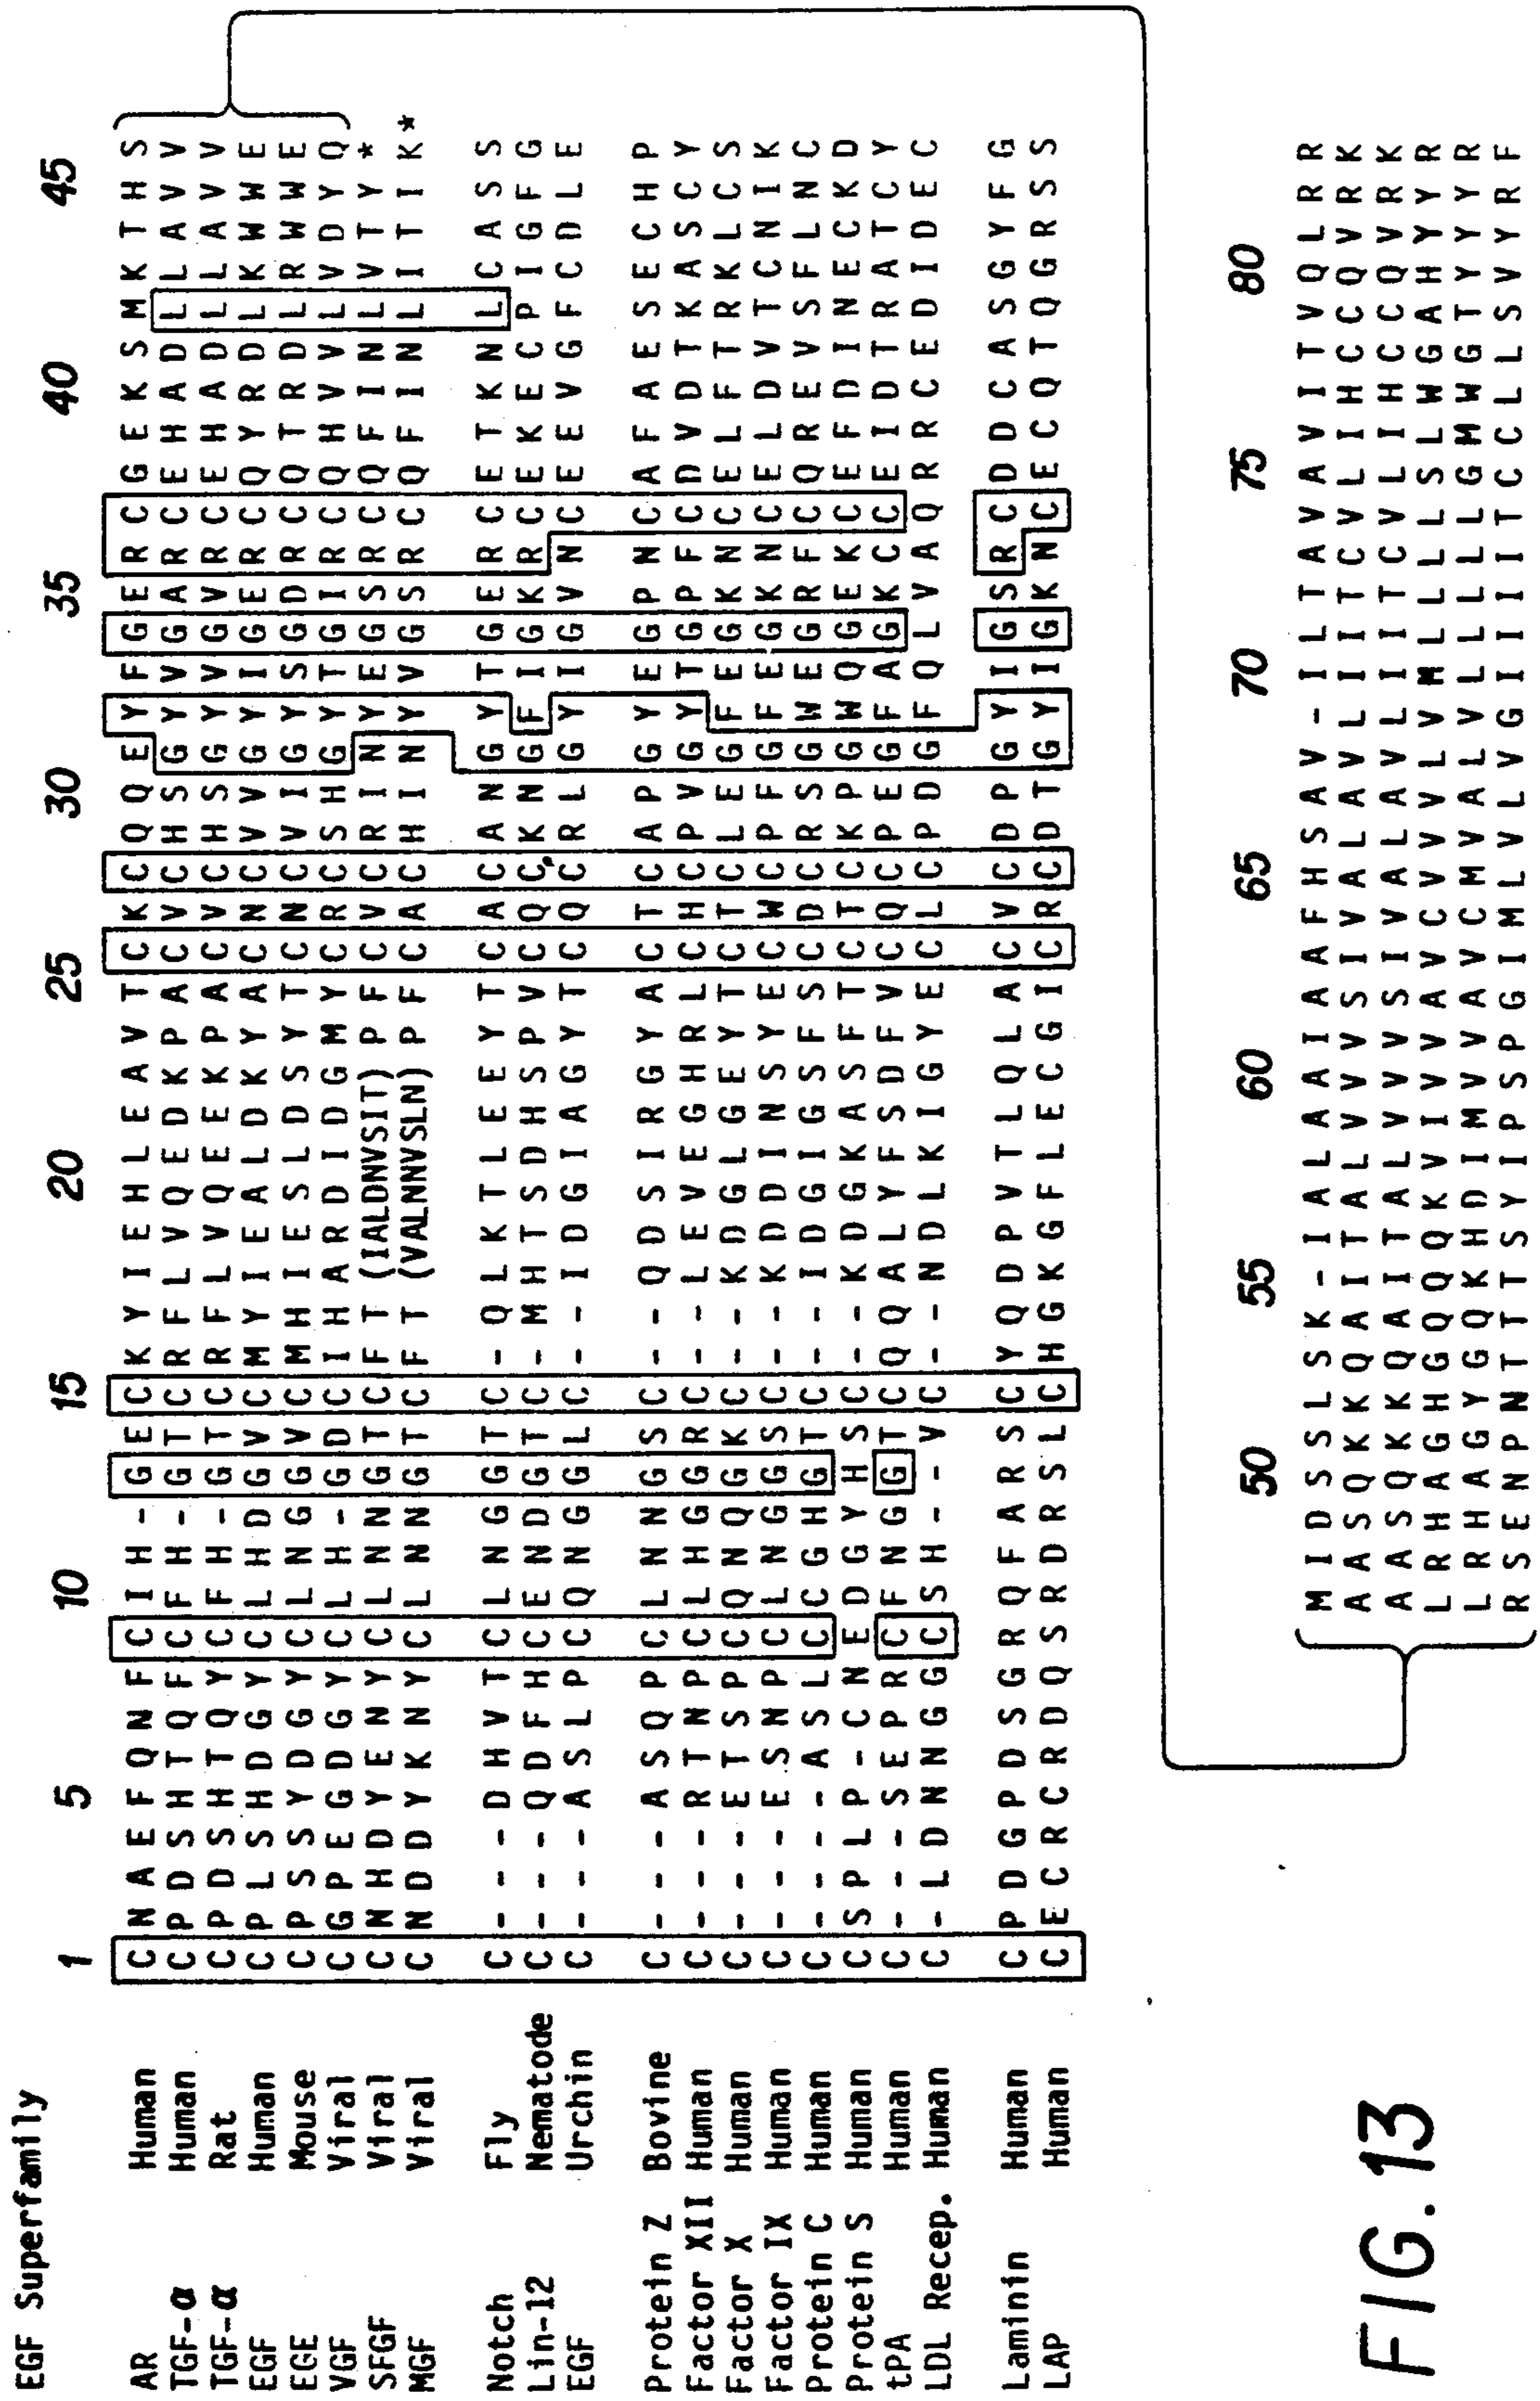 EGF Superfamily
1 5 10 15 20 25 30 35 40 45
AR Human C N A E F Q N F C I H - G E C K Y I E H L E A V T C K C Q Q E Y F G E R C G E K S M K T H S
TGF-α Human C P D S H T Q F C F H - G T C R F L V Q E D K P A C V C H S G Y V G A R C E H A D L L A V V
TGF-α Rat C P D S H T Q Y C F H - G T C R F L V Q E E K P A C V C H S G Y V G V R C E H A D L L A V V
EGF Human C P L S H D G Y C L H D G V C M Y I E A L D K Y A C N C V V G Y I G E R C Q Y R D L K W W E
EGE Mouse C P S S Y D G Y C L N G G V C M H I E S L D S Y T C N C V I G Y S G D R C Q T R D L R W W E
VGF Viral C G P E G D G Y C L H - G D C I H A R D I D G M Y C R C S H G Y T G I R C Q H V V L V D Y Q
SFGF Viral C N H D Y E N Y C L N N G T C F T (IALDNVSIT) P F C V C R I N Y E G S R C Q F I N L V T Y *
MGF Viral C N D D Y K N Y C L N N G T C F T (VALNNVSLN) P F C A C H I N Y V G S R C Q F I N L I T I K *
Notch Fly C - - - D H V T C L N G G T C - Q L K T L E E Y T C A C A N G Y T G E R C E T K N L C A S S
Lin-12 Nematode C - - - Q D F H C E N D G T C - M H T S D H S P V C Q C K N G F I G K R C E K E C P I G F G
EGF Urchin C - - - A S L P C Q N G G L C - - I D G I A G Y T C Q C R L G Y I G V N C E E V G F C D L E
Protein Z Bovine C - - - A S Q P C L N N G S C - - Q D S I R G Y A C T C A P G Y E G P N C A F A E S E C H P
Factor XII Human C - - - R T N P C L H G G R C - - L E V E G H R L C H C P V G Y T G P F C D V D T K A S C Y
Factor X Human C - - - E T S P C Q N Q G K C - - K D G L G E Y T C T C L E G F E G K N C E L F T R K L C S
Factor IX Human C - - - E S N P C L N G G S C - - K D D I N S Y E C W C P F G F E G K N C E L D V T C N I K
Protein C Human C - - - - A S L C C G H G T C - - I D G I G S F S C D C R S G W E G R F C Q R E V S F L N C
Protein S Human C S P L P - C N E D G Y H S C - - K D G K A S F T C T C K P G W Q G E K C E F D I N E C K D
tPA Human C - - - S E P R C F N G G T C Q Q A L Y F S D F V C Q C P E G F A G K C C E I D T R A T C Y
LDL Recep. Human C - L D N N G G C S H - - V C - - N D L K I G Y E C L C P D G F Q L V A Q R R C E D I D E C
Laminin Human C P D G P D S G R Q F A R S C Y Q D P V T L Q L A C V C D P G Y I G S R C D D C A S G Y F G
LAP Human C E C R C R D Q S R D R S L C H G K G F L E C G I C R C D T G Y I G K N C E C Q T Q G R S S
50 55 60 65 70 75 80
M I D S S L S K - I A L A A I A A F H S A V - I L T A V A V I T V Q L R R
A A S Q K K Q A I T A L V V V S I V A L A V L I I T C V L I H C C Q V R K
A A S Q K K Q A I T A L V V V S I V A L A V L I I T C V L I H C C Q V R K
L R H A G H G Q Q Q K V I V V A V C V V V L V M L L L L S L W G A H Y Y R
L R H A G Y G Q K H D I M V V A V C M V A L V L L L L L G M W G T Y Y Y R
R S E N P N T T T S Y I P S P G I M L V L V G I I I I T C C L L S V Y R F
FIG. 13